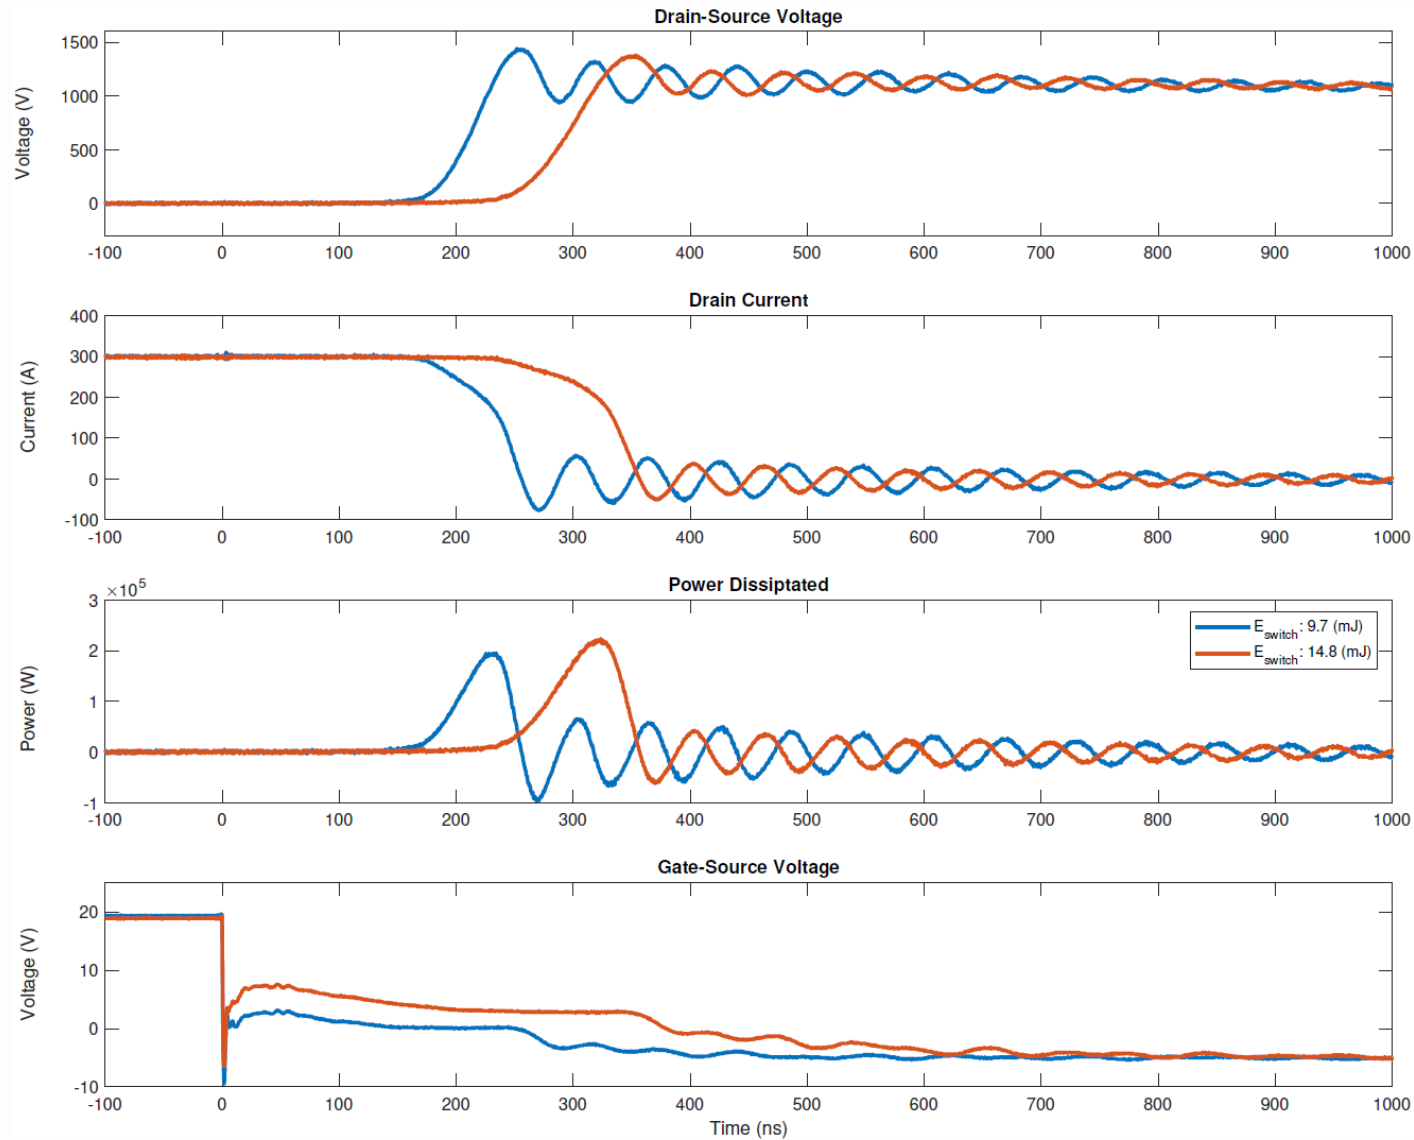 Drain-Source Voltage
Voltage (V)
1500
1000
500
0
-100 0 100 200 300 400 500 600 700 800 900 1000
Drain Current
Current (A)
400
300
200
100
0
-100
-100 0 100 200 300 400 500 600 700 800 900 1000
Power Dissiptated
×10^5
Power (W)
3
2
1
0
-1
E_switch: 9.7 (mJ)
E_switch: 14.8 (mJ)
-100 0 100 200 300 400 500 600 700 800 900 1000
Gate-Source Voltage
Voltage (V)
20
10
0
-10
-100 0 100 200 300 400 500 600 700 800 900 1000
Time (ns)